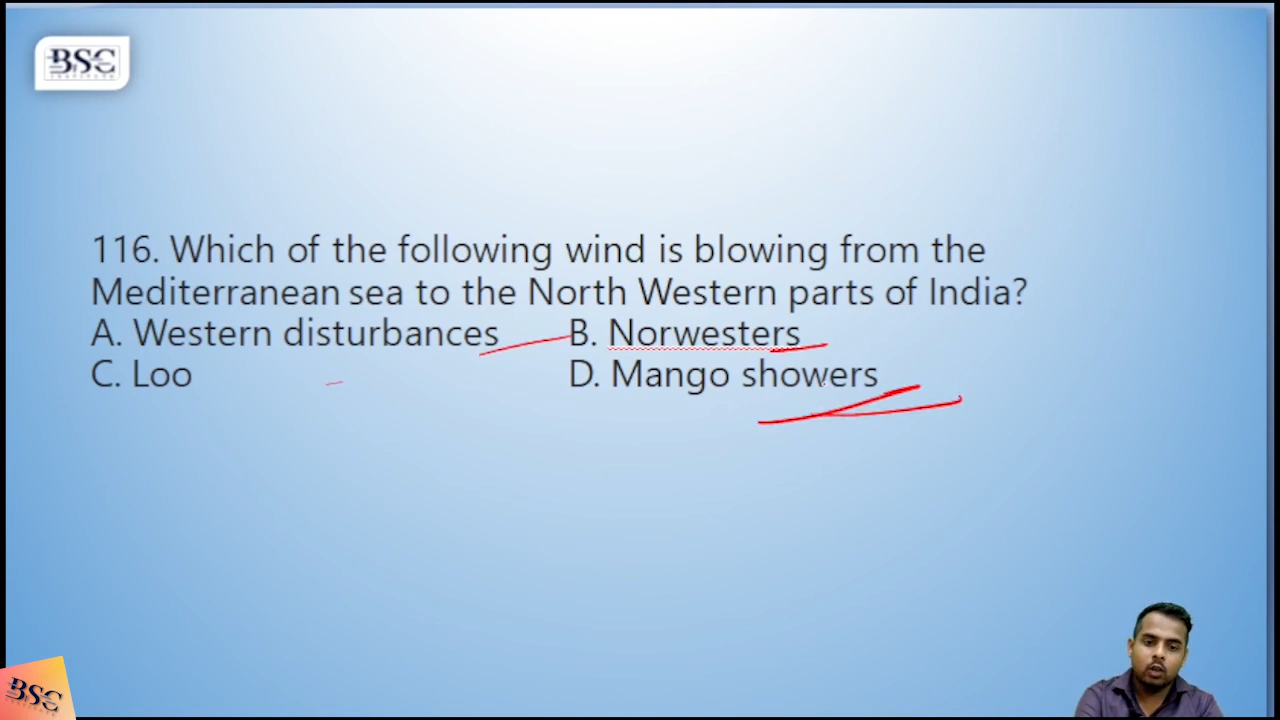 BSC
INSTITUTE
116. Which of the following wind is blowing from the
Mediterranean sea to the North Western parts of India?
A. Western disturbances B. Norwesters
C. Loo D. Mango showers
BSC